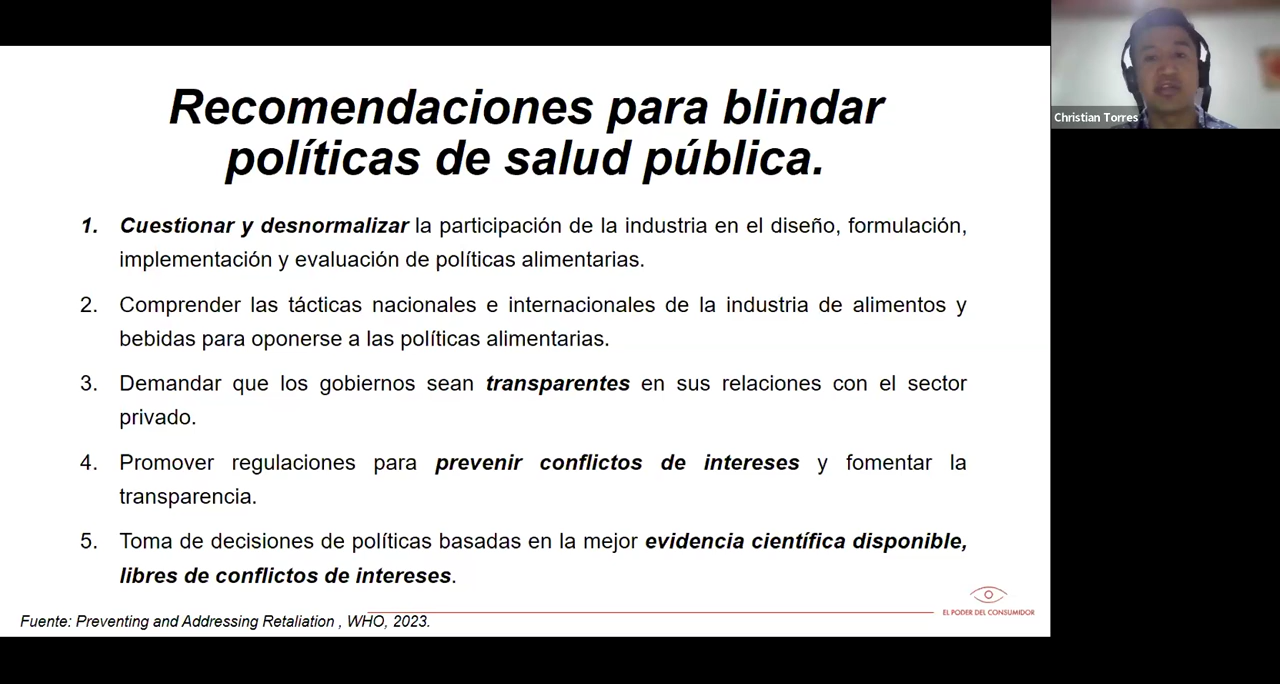 Recomendaciones para blindar
políticas de salud pública.
1. Cuestionar y desnormalizar la participación de la industria en el diseño, formulación,
implementación y evaluación de políticas alimentarias.
2. Comprender las tácticas nacionales e internacionales de la industria de alimentos y
bebidas para oponerse a las políticas alimentarias.
3. Demandar que los gobiernos sean transparentes en sus relaciones con el sector
privado.
4. Promover regulaciones para prevenir conflictos de intereses y fomentar la
transparencia.
5. Toma de decisiones de políticas basadas en la mejor evidencia científica disponible,
libres de conflictos de intereses.
Fuente: Preventing and Addressing Retaliation , WHO, 2023.
EL PODER DEL CONSUMIDOR
Christian Torres